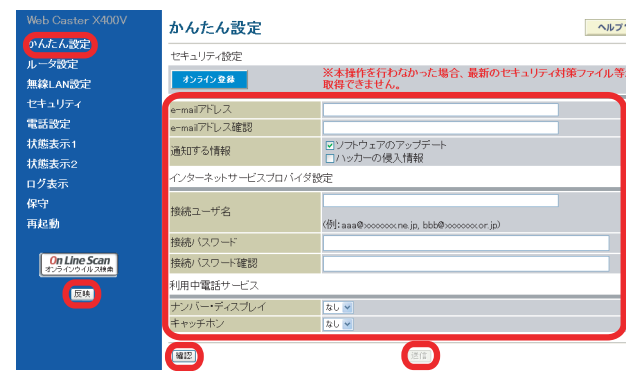 Web Caster X400V
かんたん設定
ルータ設定
無線LAN設定
セキュリティ
電話設定
状態表示1
状態表示2
ログ表示
保守
再起動
On Line Scan
オンラインウイルス検索
反映
かんたん設定
ヘルプ
セキュリティ設定
オンライン登録
※本操作を行わなかった場合、最新のセキュリティ対策ファイル等
取得できません。
e-mailアドレス
e-mailアドレス確認
通知する情報
ソフトウェアのアップデート
ハッカーの侵入情報
インターネットサービスプロバイダ設定
接続ユーザ名
(例:aaa@xxxxxxx.ne.jp, bbb@xxxxxxx.or.jp)
接続パスワード
接続パスワード確認
利用中電話サービス
ナンバー・ディスプレイ
なし
キャッチホン
なし
確認
送信